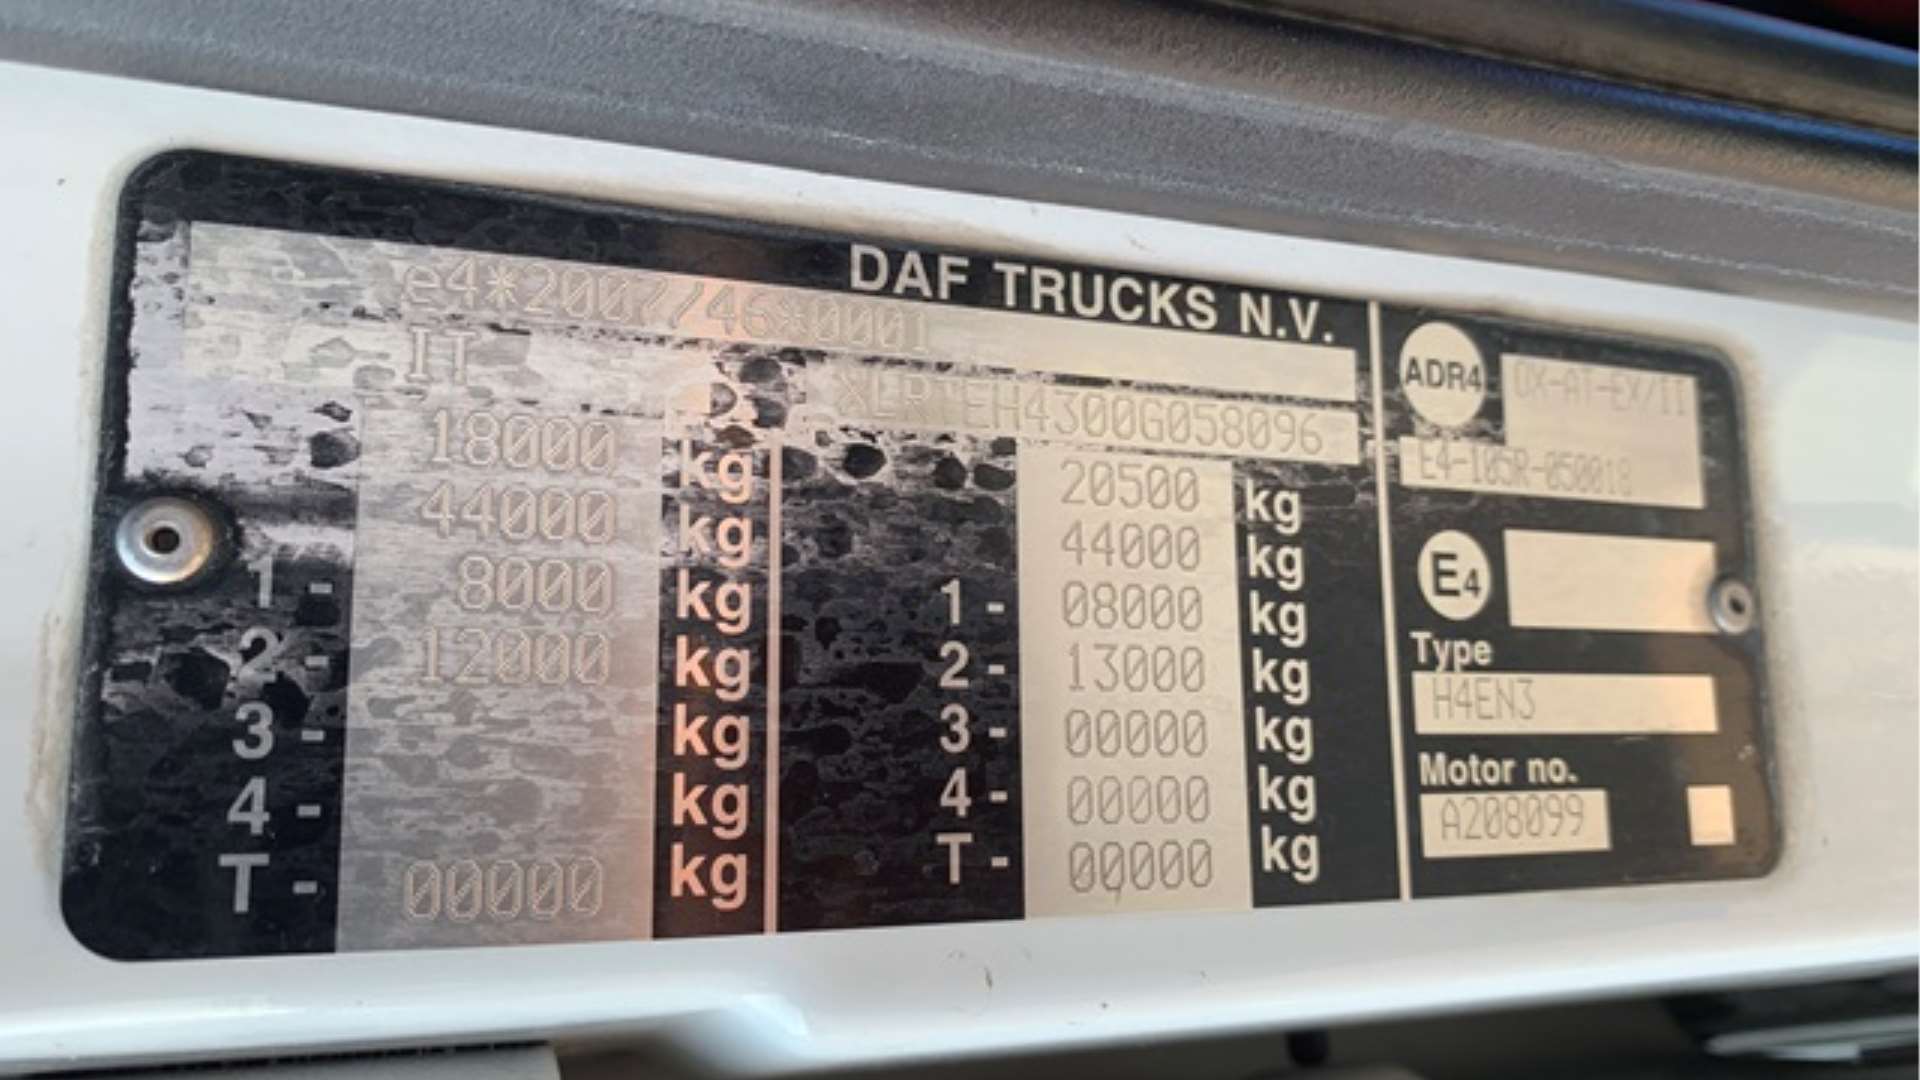 DAF TRUCKS N.V.
e4*2007/46*0001
IT
XLRTEH4300G058096
18000 kg
44000 kg
1- 8000 kg
2- 12000 kg
3- kg
4- kg
T- 00000 kg
20500 kg
44000 kg
1- 08000 kg
2- 13000 kg
3- 00000 kg
4- 00000 kg
T- 00000 kg
ADR4 OX-AT-EX/II
E4-105R-050018
E4
Type
H4EN3
Motor no.
A208099